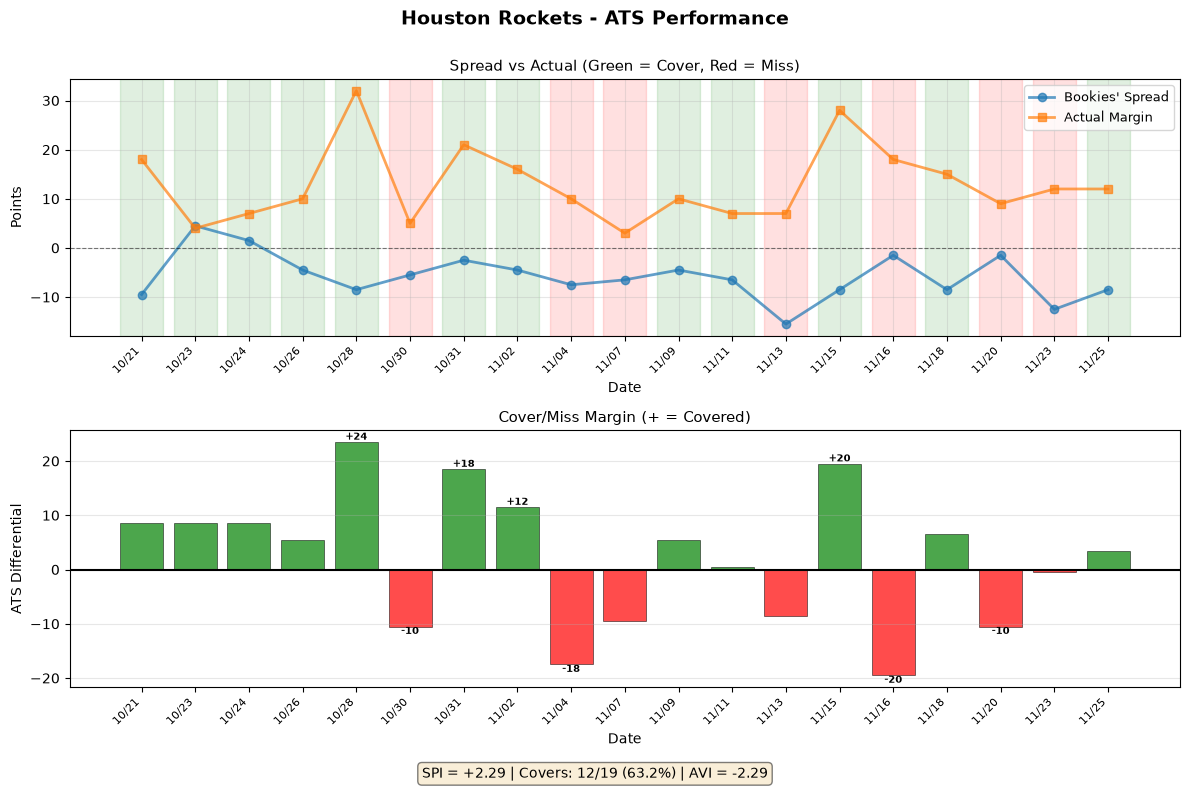 Houston Rockets - ATS Performance
Spread vs Actual (Green = Cover, Red = Miss)
Points
30
20
10
0
−10
Bookies' Spread
Actual Margin
10/21 10/23 10/24 10/26 10/28 10/30 10/31 11/02 11/04 11/07 11/09 11/11 11/13 11/15 11/16 11/18 11/20 11/23 11/25
Date
Cover/Miss Margin (+ = Covered)
ATS Differential
20
10
0
−10
−20
+24 -10 +18 +12 -18 +20 -20 -10
10/21 10/23 10/24 10/26 10/28 10/30 10/31 11/02 11/04 11/07 11/09 11/11 11/13 11/15 11/16 11/18 11/20 11/23 11/25
Date
SPI = +2.29 | Covers: 12/19 (63.2%) | AVI = -2.29